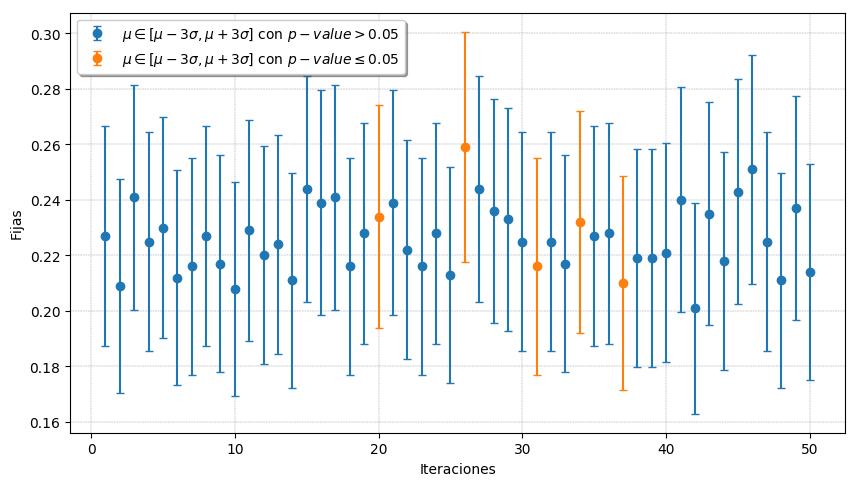 μ ∈ [μ − 3σ, μ + 3σ] con p − value > 0.05
μ ∈ [μ − 3σ, μ + 3σ] con p − value ≤ 0.05
0.30
0.28
0.26
0.24
0.22
0.20
0.18
0.16
Fijas
0 10 20 30 40 50
Iteraciones